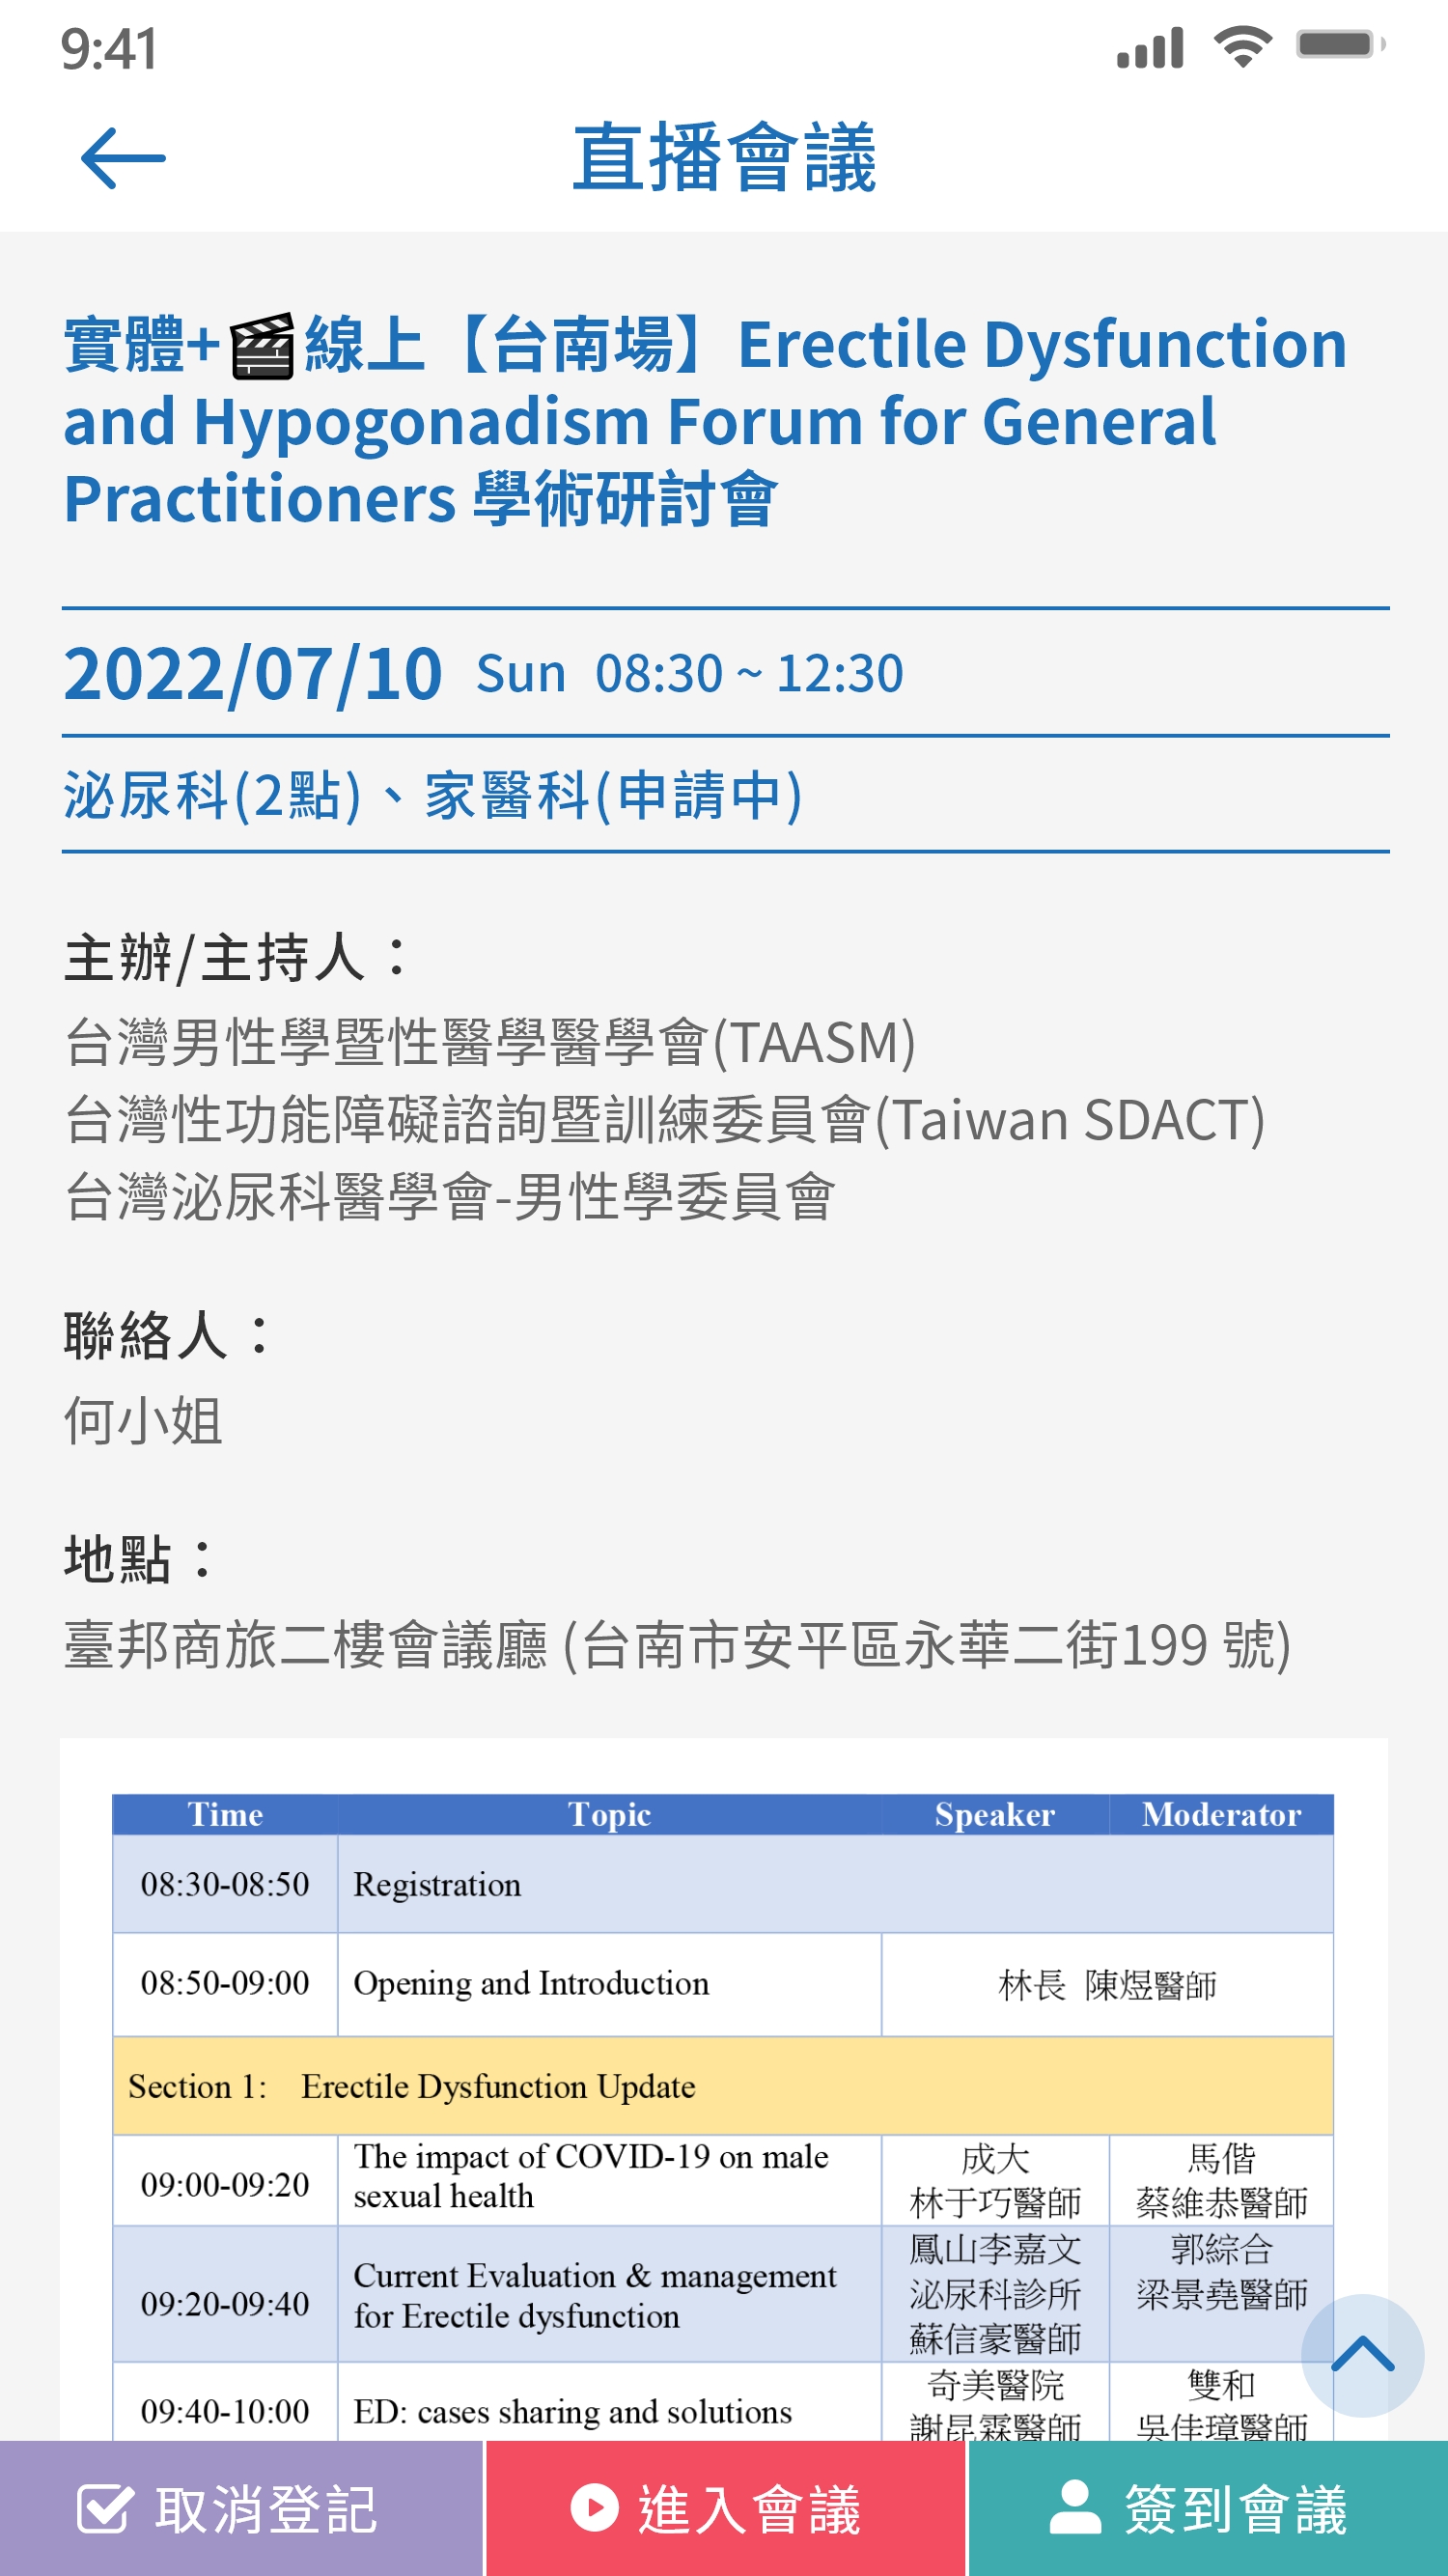 9:41
直播會議
實體+🎬線上【台南場】Erectile Dysfunction
and Hypogonadism Forum for General
Practitioners 學術研討會
2022/07/10 Sun 08:30 ~ 12:30
泌尿科(2點)、家醫科(申請中)
主辦/主持人：
台灣男性學暨性醫學醫學會(TAASM)
台灣性功能障礙諮詢暨訓練委員會(Taiwan SDACT)
台灣泌尿科醫學會-男性學委員會
聯絡人：
何小姐
地點：
臺邦商旅二樓會議廳 (台南市安平區永華二街199 號)
Time Topic Speaker Moderator
08:30-08:50 Registration
08:50-09:00 Opening and Introduction 林長 陳煜醫師
Section 1: Erectile Dysfunction Update
09:00-09:20 The impact of COVID-19 on male sexual health 成大 林于巧醫師 馬偕 蔡維恭醫師
09:20-09:40 Current Evaluation & management for Erectile dysfunction 鳳山李嘉文泌尿科診所 蘇信豪醫師 郭綜合 梁景堯醫師
09:40-10:00 ED: cases sharing and solutions 奇美醫院 謝昆霖醫師 雙和 吳佳璋醫師
取消登記 進入會議 簽到會議